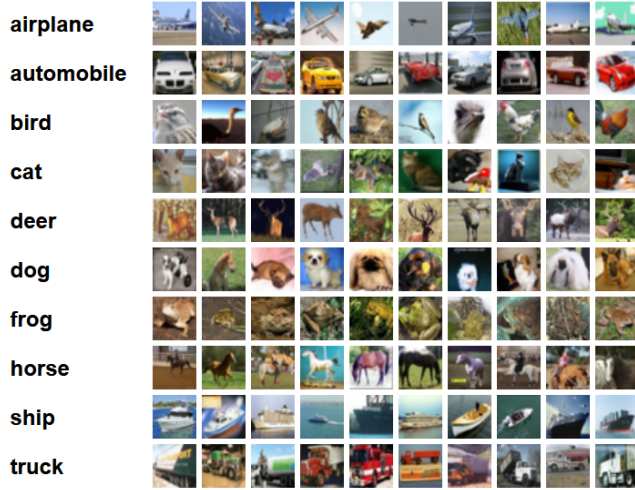 airplane
automobile
bird
cat
deer
dog
frog
horse
ship
truck